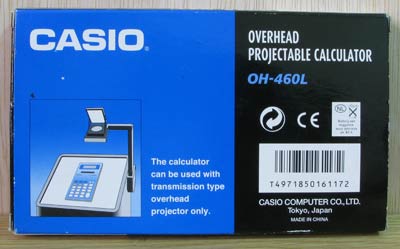 CASIO®
OVERHEAD
PROJECTABLE CALCULATOR
OH-460L
The calculator
can be used with
transmission type
overhead
projector only.
NL
CE
T4971850161172
CASIO COMPUTER CO., LTD.
Tokyo, Japan
MADE IN CHINA